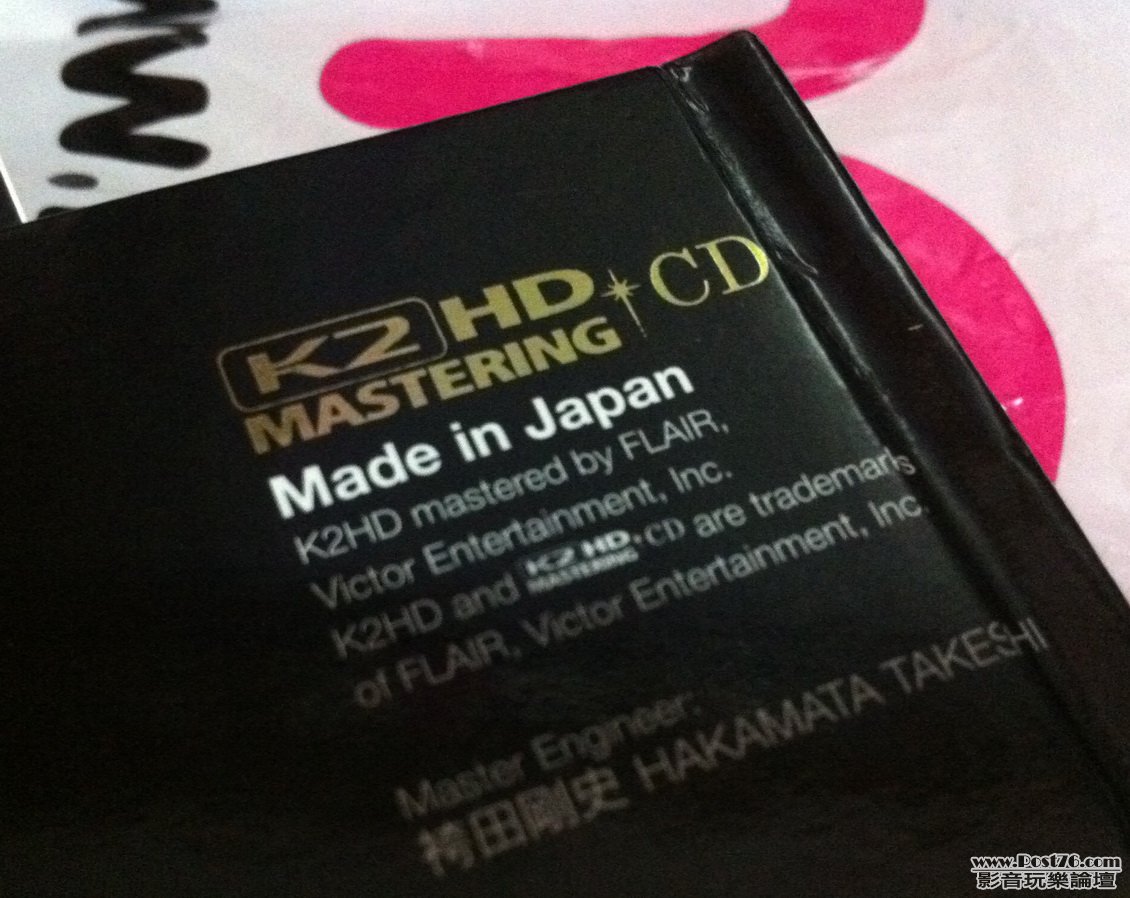 K2 HD CD
MASTERING
Made in Japan
K2HD mastered by FLAIR,
Victor Entertainment, Inc.
K2HD and K2 HD MASTERING CD are trademarks
of FLAIR, Victor Entertainment, Inc.
Master Engineer:
袴田剛史 HAKAMATA TAKESHI
www.Post76.com
影音玩樂論壇